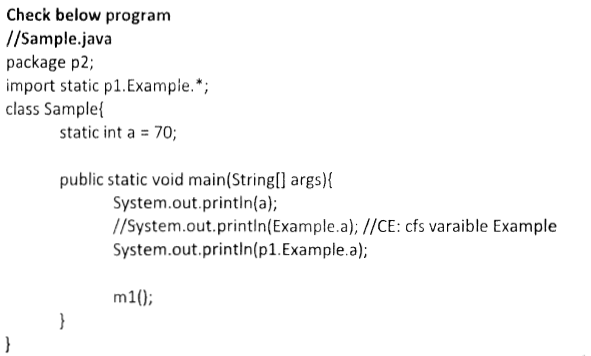 Check below program
//Sample.java
package p2;
import static p1.Example.*;
class Sample{
static int a = 70;
public static void main(String[] args){
System.out.println(a);
//System.out.println(Example.a); //CE: cfs varaible Example
System.out.println(p1.Example.a);
m1();
}
}